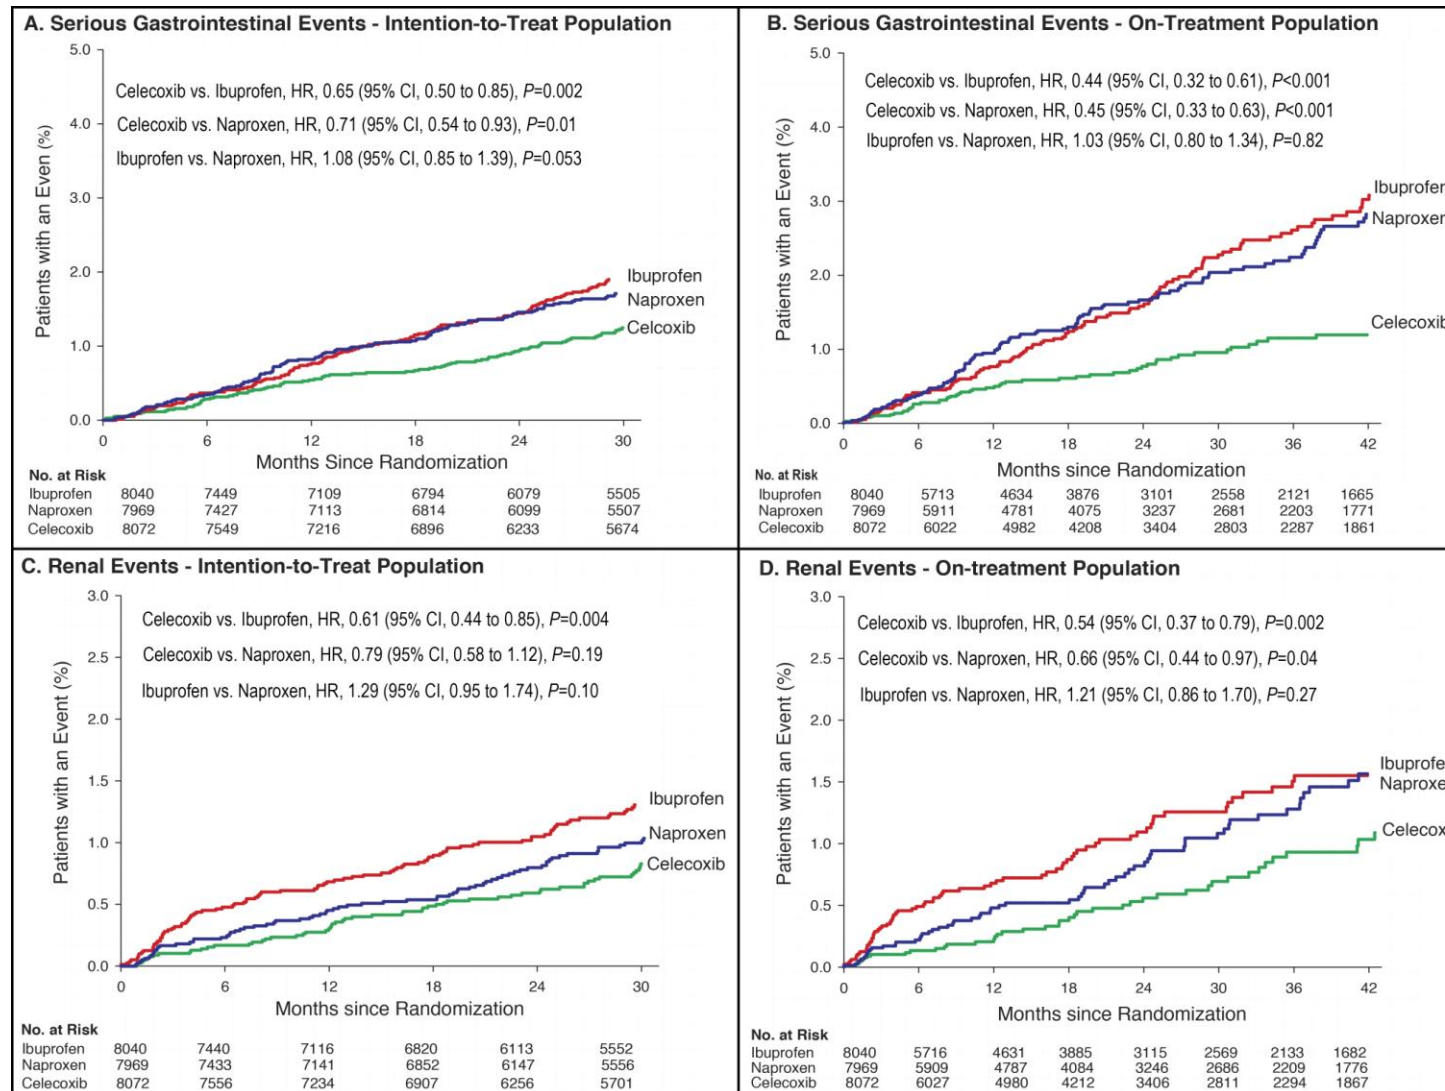 A. Serious Gastrointestinal Events - Intention-to-Treat Population
5.0
Celecoxib vs. Ibuprofen, HR, 0.65 (95% CI, 0.50 to 0.85), P=0.002
4.0
Celecoxib vs. Naproxen, HR, 0.71 (95% CI, 0.54 to 0.93), P=0.01
Ibuprofen vs. Naproxen, HR, 1.08 (95% CI, 0.85 to 1.39), P=0.053
Patients with an Even (%)
3.0
2.0
Ibuprofen
Naproxen
Celcoxib
1.0
0.0
0 6 12 18 24 30
Months Since Randomization
No. at Risk
Ibuprofen 8040 7449 7109 6794 6079 5505
Naproxen 7969 7427 7113 6814 6099 5507
Celecoxib 8072 7549 7216 6896 6233 5674
B. Serious Gastrointestinal Events - On-Treatment Population
5.0
Celecoxib vs. Ibuprofen, HR, 0.44 (95% CI, 0.32 to 0.61), P<0.001
Celecoxib vs. Naproxen, HR, 0.45 (95% CI, 0.33 to 0.63), P<0.001
4.0
Ibuprofen vs. Naproxen, HR, 1.03 (95% CI, 0.80 to 1.34), P=0.82
Patients with an Event (%)
Ibuprofen
3.0
Naproxen
2.0
Celecoxib
1.0
0.0
0 6 12 18 24 30 36 42
Months since Randomization
No. at Risk
Ibuprofen 8040 5713 4634 3876 3101 2558 2121 1665
Naproxen 7969 5911 4781 4075 3237 2681 2203 1771
Celecoxib 8072 6022 4982 4208 3404 2803 2287 1861
C. Renal Events - Intention-to-Treat Population
3.0
Celecoxib vs. Ibuprofen, HR, 0.61 (95% CI, 0.44 to 0.85), P=0.004
2.5
Celecoxib vs. Naproxen, HR, 0.79 (95% CI, 0.58 to 1.12), P=0.19
Ibuprofen vs. Naproxen, HR, 1.29 (95% CI, 0.95 to 1.74), P=0.10
Patients with an Event (%)
2.0
1.5
Ibuprofen
Naproxen
1.0
Celecoxib
0.5
0.0
0 6 12 18 24 30
Months since Randomization
No. at Risk
Ibuprofen 8040 7440 7116 6820 6113 5552
Naproxen 7969 7433 7141 6852 6147 5556
Celecoxib 8072 7556 7234 6907 6256 5701
D. Renal Events - On-treatment Population
3.0
Celecoxib vs. Ibuprofen, HR, 0.54 (95% CI, 0.37 to 0.79), P=0.002
2.5
Celecoxib vs. Naproxen, HR, 0.66 (95% CI, 0.44 to 0.97), P=0.04
Ibuprofen vs. Naproxen, HR, 1.21 (95% CI, 0.86 to 1.70), P=0.27
Patients with an Event (%)
2.0
Ibuprofe
1.5
Naproxe
1.0
Celecox
0.5
0.0
0 6 12 18 24 30 36 42
Months since Randomization
No. at Risk
Ibuprofen 8040 5716 4631 3885 3115 2569 2133 1682
Naproxen 7969 5909 4787 4084 3246 2686 2209 1776
Celecoxib 8072 6027 4980 4212 3406 2811 2294 1867